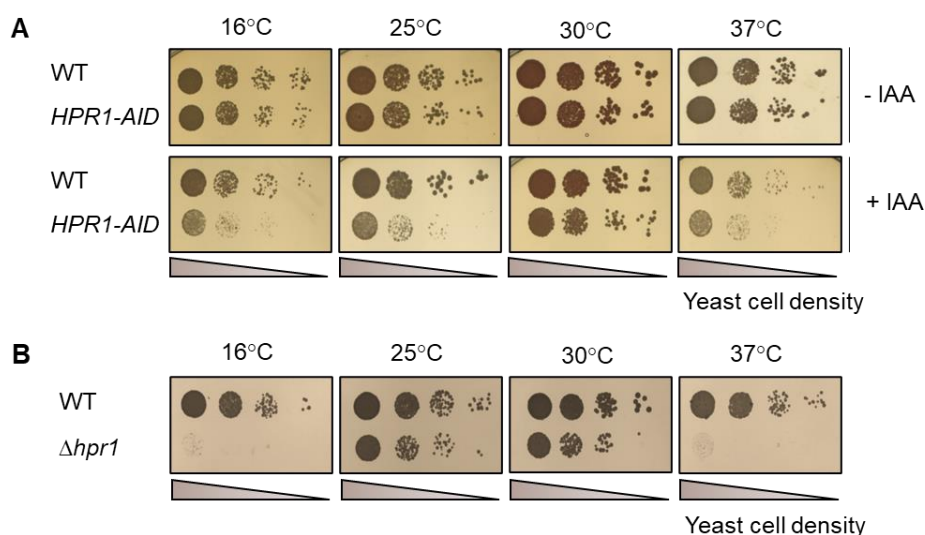 A
16°C 25°C 30°C 37°C
WT
HPR1-AID
- IAA
WT
HPR1-AID
+ IAA
Yeast cell density
B
16°C 25°C 30°C 37°C
WT
Δhpr1
Yeast cell density